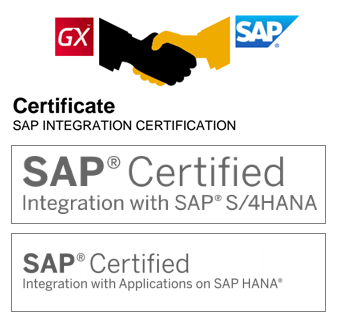 GX™
SAP
Certificate
SAP INTEGRATION CERTIFICATION
SAP® Certified
Integration with SAP® S/4HANA
SAP® Certified
Integration with Applications on SAP HANA®